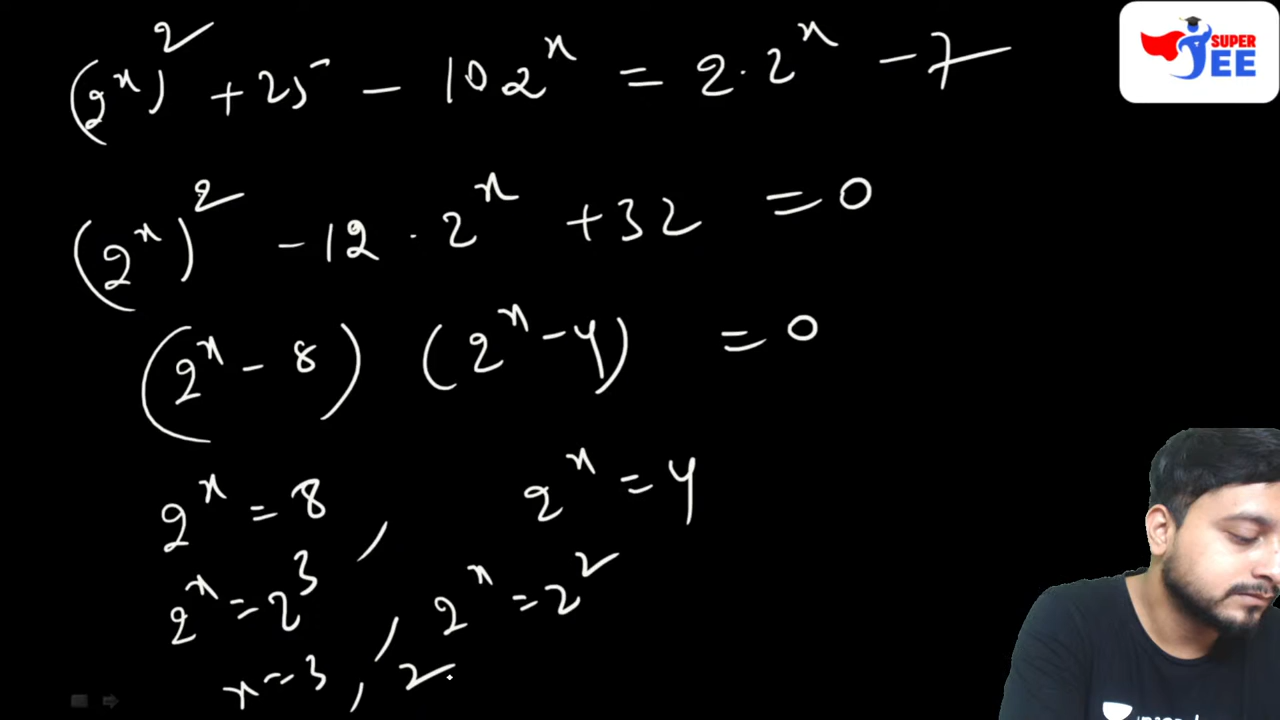 (2^x)^2 + 25 - 10 2^x = 2 · 2^x - 7
SUPER
JEE
(2^x)^2 - 12 · 2^x + 32 = 0
(2^x - 8) (2^x - 4) = 0
2^x = 8 , 2^x = 4
2^x = 2^3 , 2^x = 2^2
x = 3 , 2